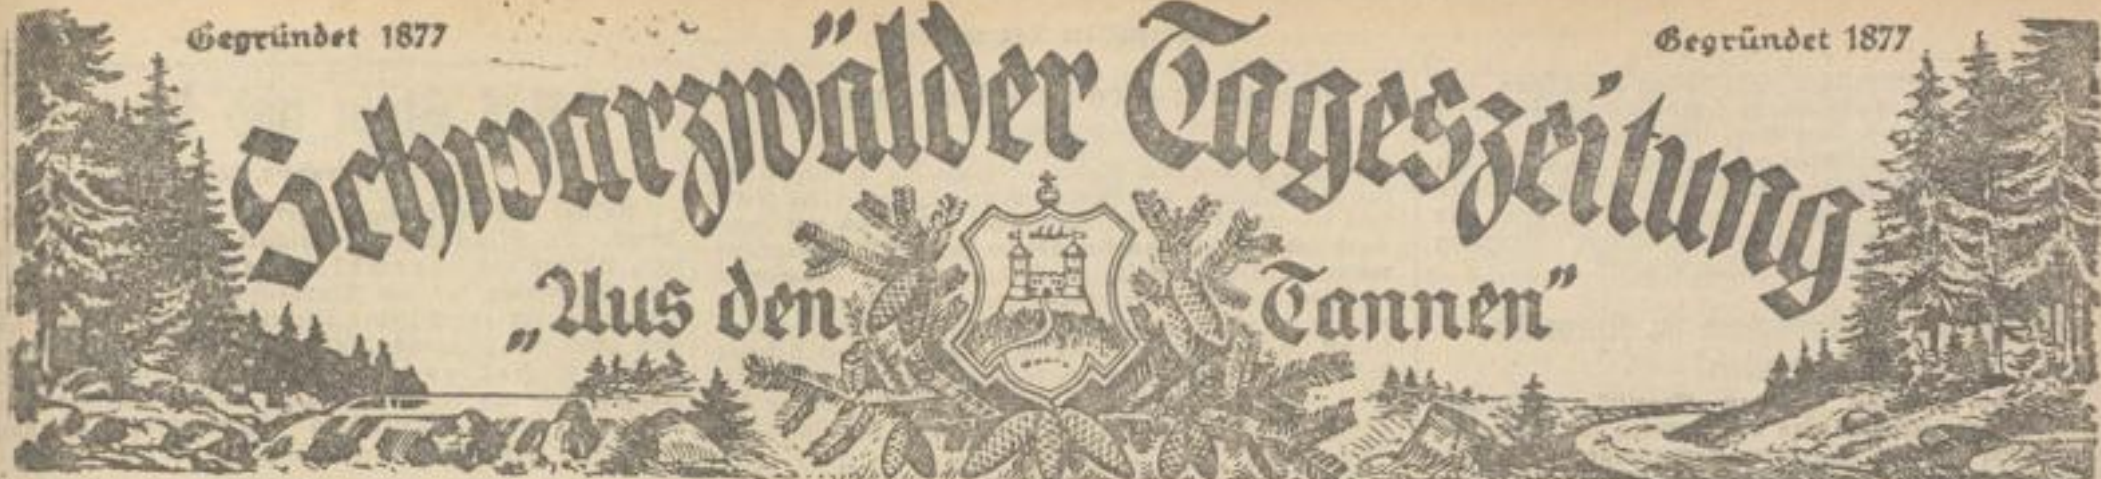 Gegründet 1877
Gegründet 1877
Schwarzwälder Tageszeitung
„Aus den Tannen“